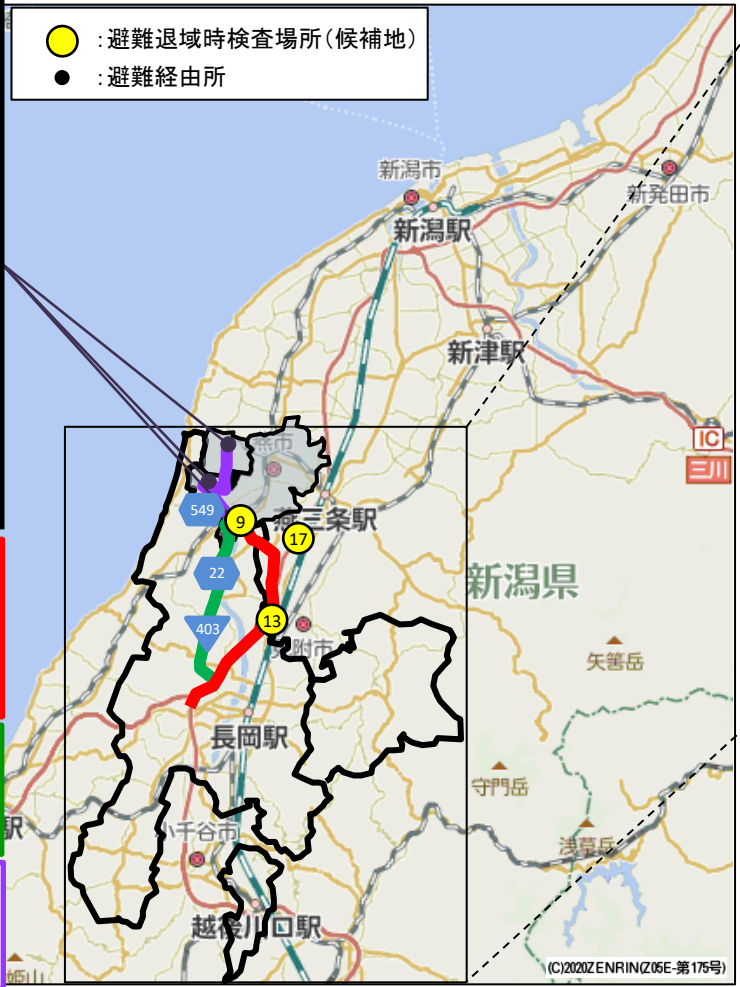 ：避難退域時検査場所（候補地）
：避難経由所
新潟市
新発田市
新潟駅
新津駅
IC
三川
燕市
549
9
燕三条駅
17
22
新潟県
403
13
見附市
矢筈岳
長岡駅
守門岳
駅
小千谷市
浅草岳
越後川口駅
(C)2020ZENRIN(Z05E-第175号)